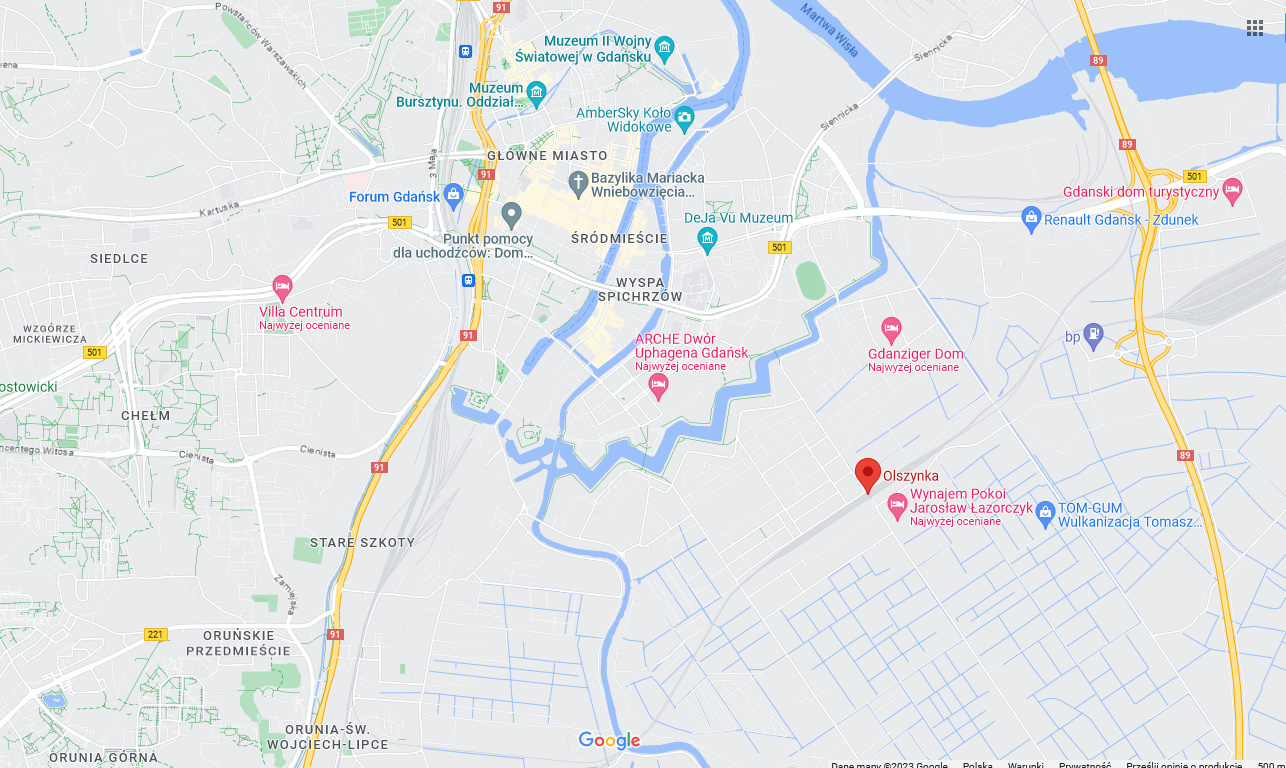 Powstańców Warszawskich
91
Martwa Wisła
Muzeum II Wojny
Światowej w Gdańsku
Siennicka
89
Muzeum
Bursztynu. Oddział...
AmberSky Koło
Widokowe
Siennicka
89
3 Maja
GŁÓWNE MIASTO
91
Bazylika Mariacka
Wniebowzięcia...
501
Gdanski dom turystyczny
Forum Gdańsk
Kartuska
501
Punkt pomocy
dla uchodźców: Dom...
DeJa Vu Muzeum
Renault Gdańsk - Zdunek
ŚRÓDMIEŚCIE
501
SIEDLCE
WYSPA
SPICHRZÓW
Villa Centrum
Najwyżej oceniane
WZGÓRZE
MICKIEWICZA
91
501
ARCHE Dwór
Uphagena Gdańsk
Najwyżej oceniane
bp
Gdanziger Dom
Najwyżej oceniane
ostowicki
CHEŁM
ncentego Witosa
Cienista
Cienista
91
89
Olszynka
Wynajem Pokoi
Jarosław Łazorczyk
Najwyżej oceniane
TOM-GUM
Wulkanizacja Tomasz...
STARE SZKOTY
Zamiejska
221
ORUŃSKIE
PRZEDMIEŚCIE
91
ORUNIA-ŚW.
WOJCIECH-LIPCE
ORUNIA GÓRNA
Google
Dane mapy ©2023 Google Polska Warunki Prywatność Prześlij opinię o produkcie 500 m